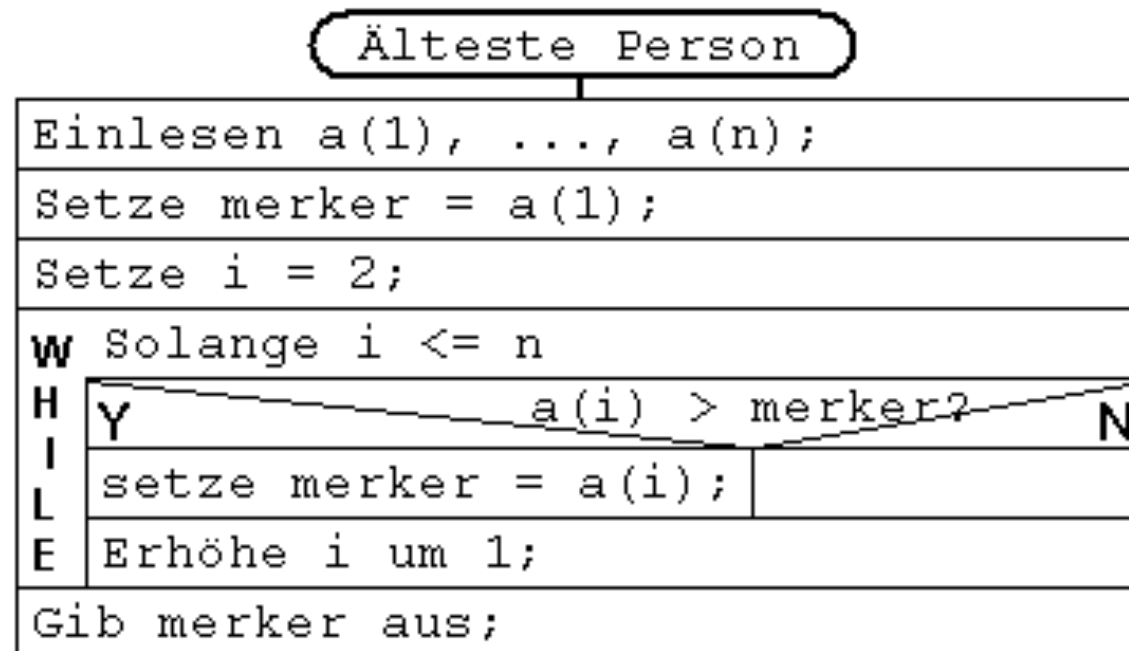 Älteste Person
Einlesen a(1), ..., a(n);
Setze merker = a(1);
Setze i = 2;
WHILE Solange i <= n
Y a(i) > merker? N
setze merker = a(i);
Erhöhe i um 1;
Gib merker aus;